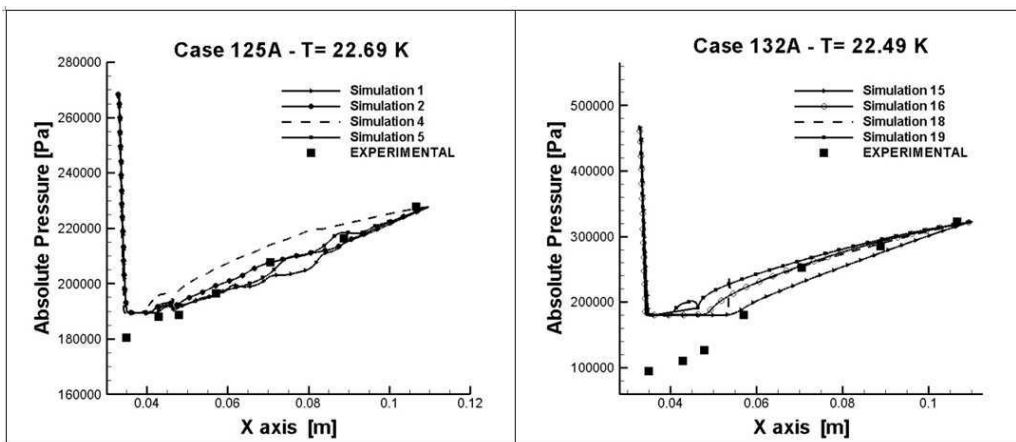 Case 125A - T= 22.69 K
280000
260000
240000
220000
200000
180000
160000
Absolute Pressure [Pa]
Simulation 1
Simulation 2
Simulation 4
Simulation 5
EXPERIMENTAL
0.04
0.06
0.08
0.1
0.12
X axis [m]
Case 132A - T= 22.49 K
500000
400000
300000
200000
100000
Absolute Pressure [Pa]
Simulation 15
Simulation 16
Simulation 18
Simulation 19
EXPERIMENTAL
0.04
0.06
0.08
0.1
X axis [m]